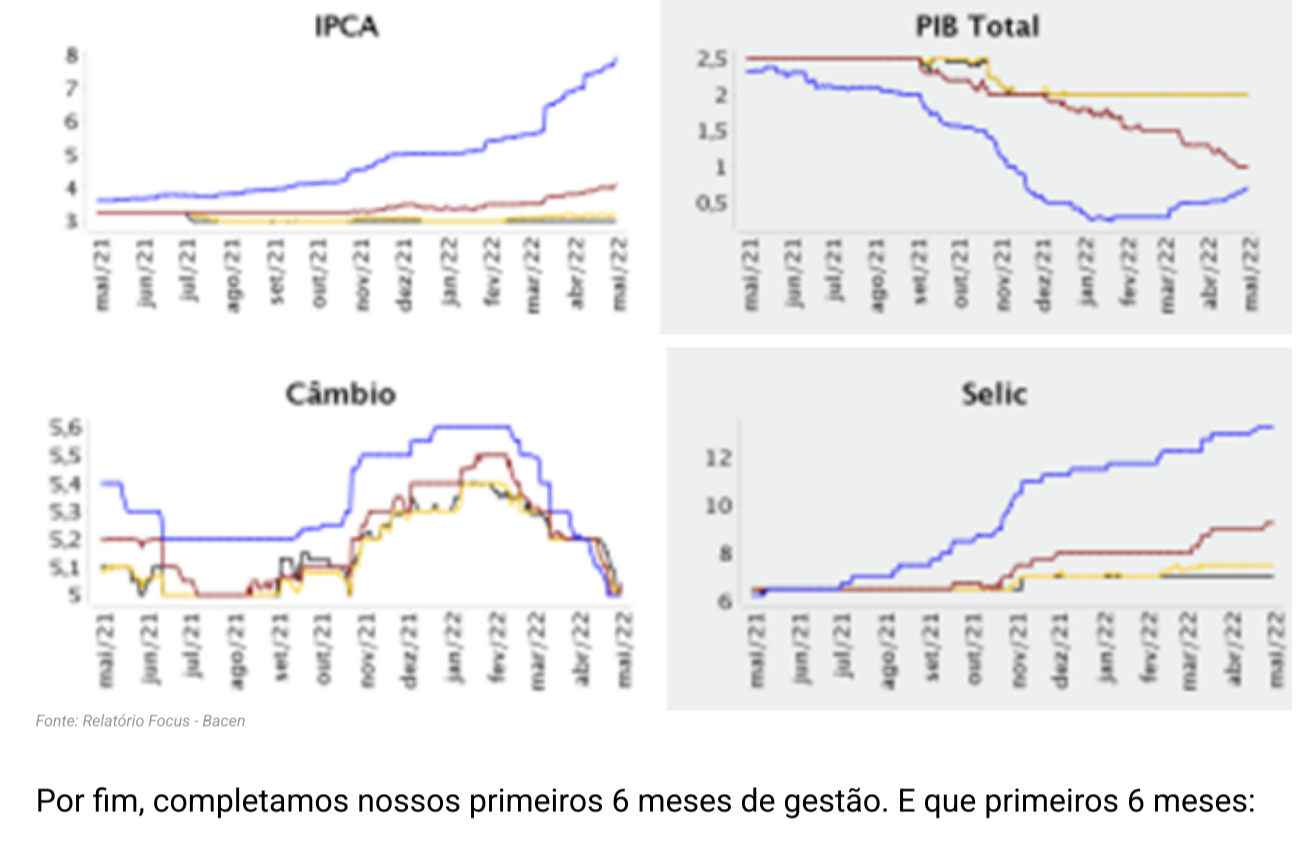 IPCA
8
7
6
5
4
3
mai/21
jun/21
jul/21
ago/21
set/21
out/21
nov/21
dez/21
jan/22
fev/22
mar/22
abr/22
mai/22
PIB Total
2,5
2
1,5
1
0,5
mai/21
jun/21
jul/21
ago/21
set/21
out/21
nov/21
dez/21
jan/22
fev/22
mar/22
abr/22
mai/22
Câmbio
5,6
5,5
5,4
5,3
5,2
5,1
5
mai/21
jun/21
jul/21
ago/21
set/21
out/21
nov/21
dez/21
jan/22
fev/22
mar/22
abr/22
mai/22
Selic
12
10
8
6
mai/21
jun/21
jul/21
ago/21
set/21
out/21
nov/21
dez/21
jan/22
fev/22
mar/22
abr/22
mai/22
Fonte: Relatório Focus - Bacen
Por fim, completamos nossos primeiros 6 meses de gestão. E que primeiros 6 meses: